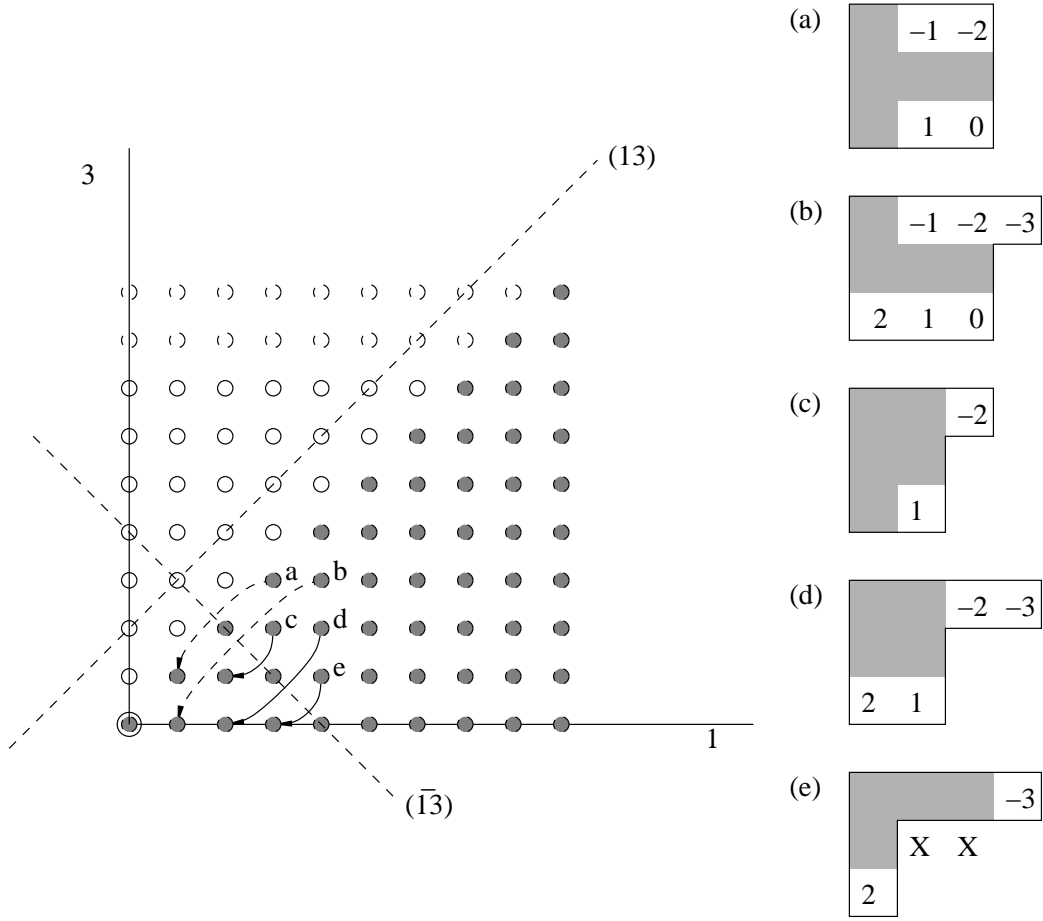 3
(13)
a
b
c
d
e
1
(1̅3)
(a)
–1 –2
1 0
(b)
–1 –2 –3
2 1 0
(c)
–2
1
(d)
–2 –3
2 1
(e)
–3
X X
2